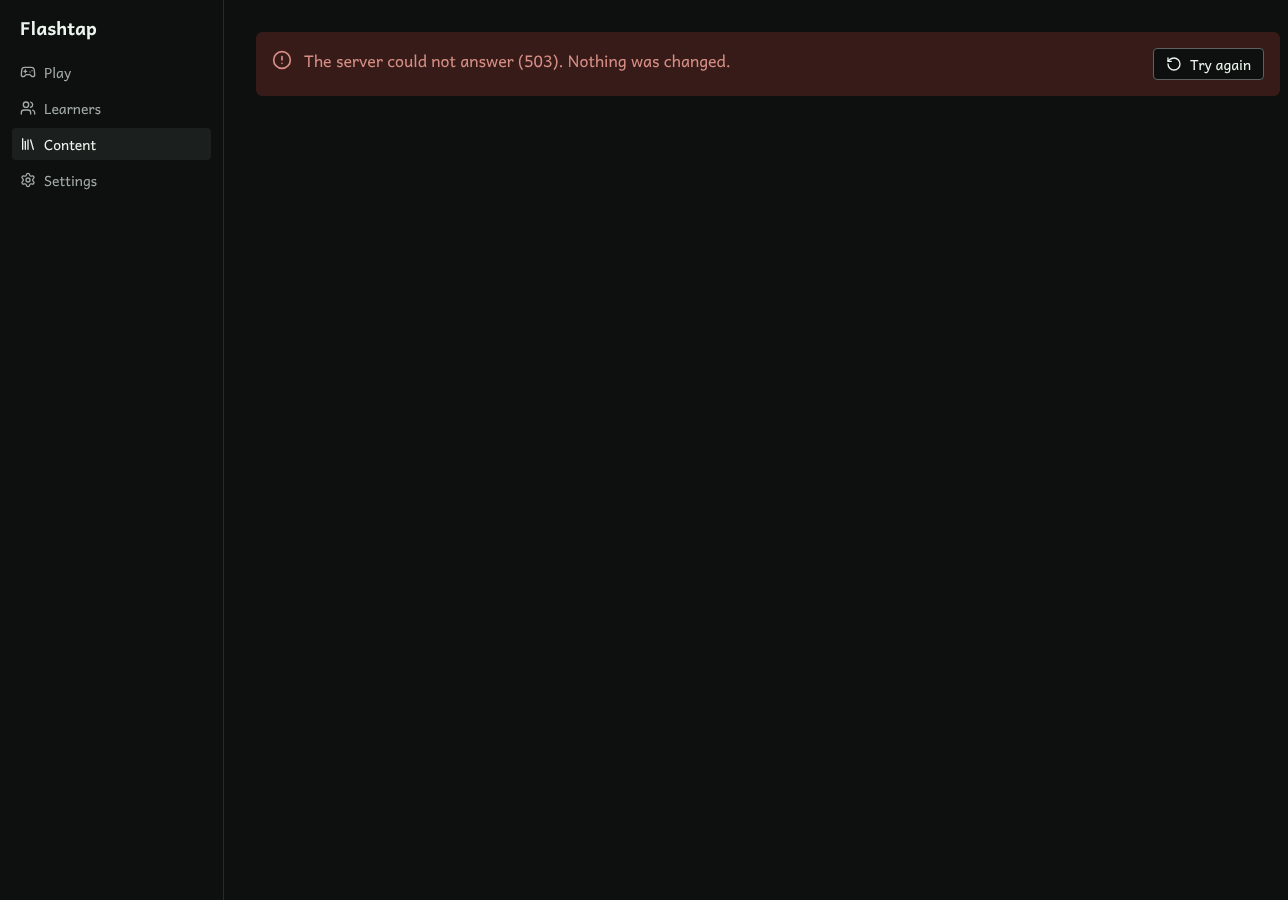 Flashtap
Play
Learners
Content
Settings
The server could not answer (503). Nothing was changed.
Try again